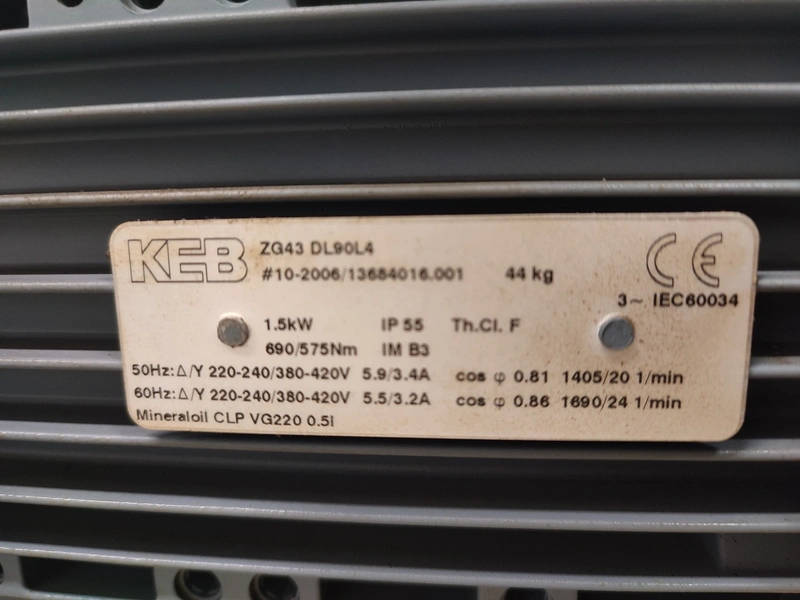 KEB
ZG43 DL90L4
#10-2006/13684016.001 44 kg
CE
3~ IEC60034
1.5kW IP 55 Th.Cl. F
690/575Nm IM B3
50Hz:Δ/Y 220-240/380-420V 5.9/3.4A cos φ 0.81 1405/20 1/min
60Hz:Δ/Y 220-240/380-420V 5.5/3.2A cos φ 0.86 1690/24 1/min
Mineraloil CLP VG220 0.5l